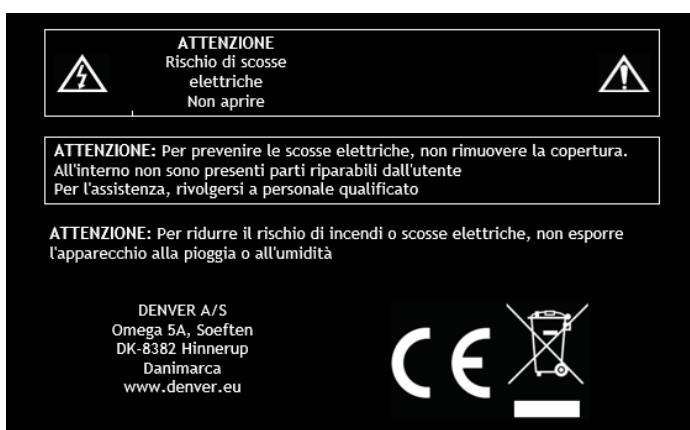 ATTENZIONE
Rischio di scosse
elettriche
Non aprire
ATTENZIONE: Per prevenire le scosse elettriche, non rimuovere la copertura.
All'interno non sono presenti parti riparabili dall'utente
Per l'assistenza, rivolgersi a personale qualificato
ATTENZIONE: Per ridurre il rischio di incendi o scosse elettriche, non esporre
l'apparecchio alla pioggia o all'umidità
DENVER A/S
Omega 5A, Soeften
DK-8382 Hinnerup
Danimarca
www.denver.eu
CE